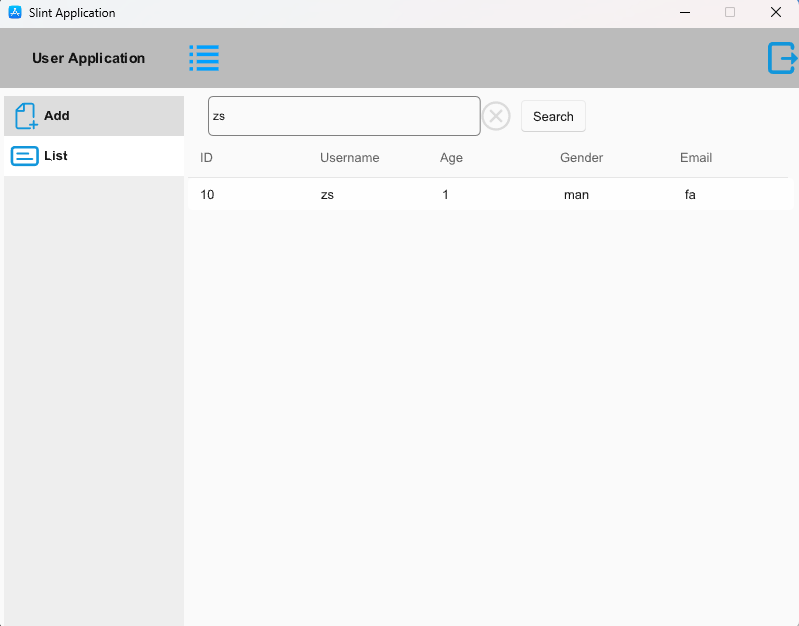 Slint Application
User Application
Add
List
zs Search
ID Username Age Gender Email
10 zs 1 man fa